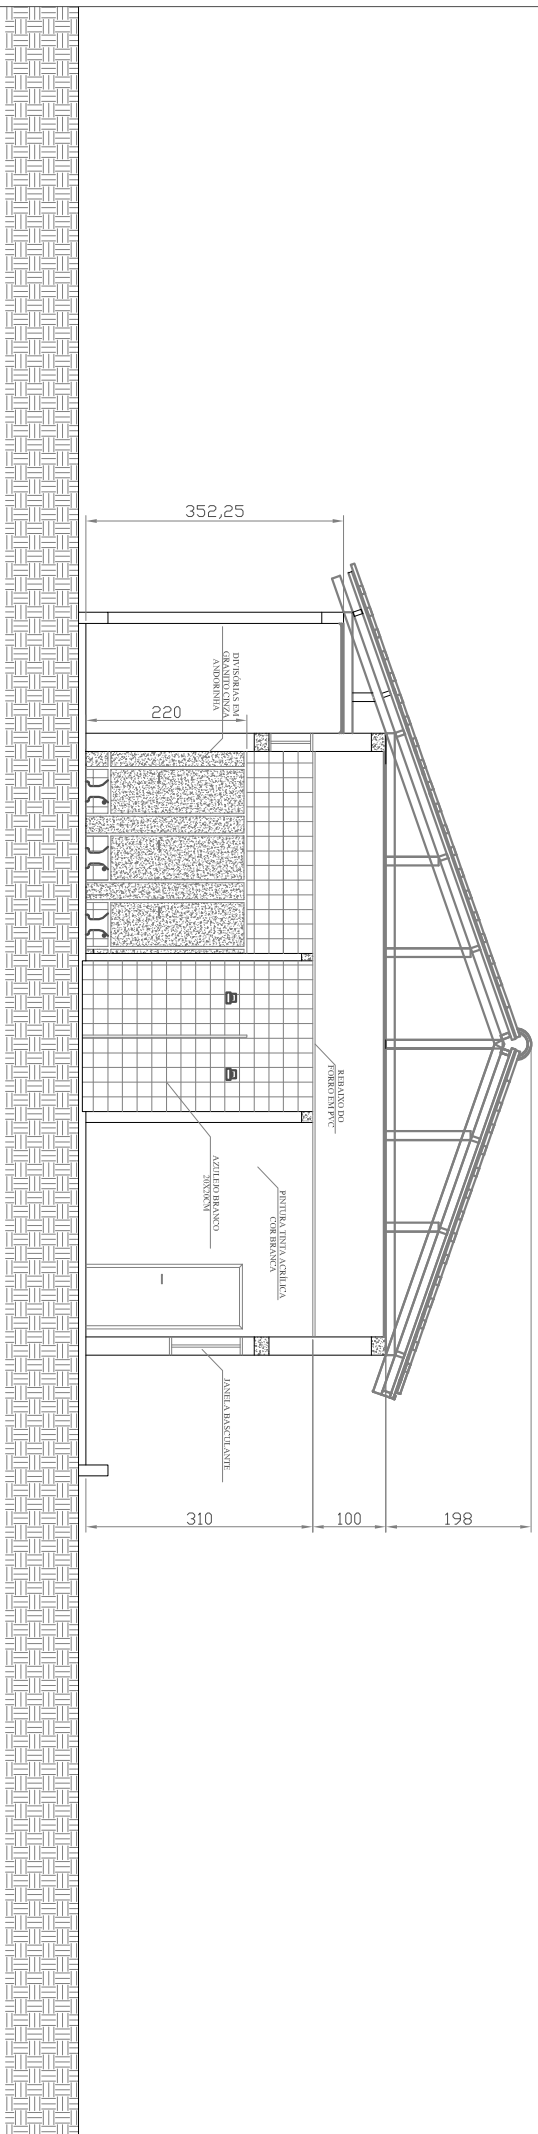 352,25
DIVISÓRIAS EM
GRANITO CINZA
ANDORINHA
220
REBAIXO DO
FORRO EM PVC
AZULEJO BRANCO
20X20CM
PINTURA TINTA ACRÍLICA
COR BRANCA
JANELA BASCULANTE
310
100
198